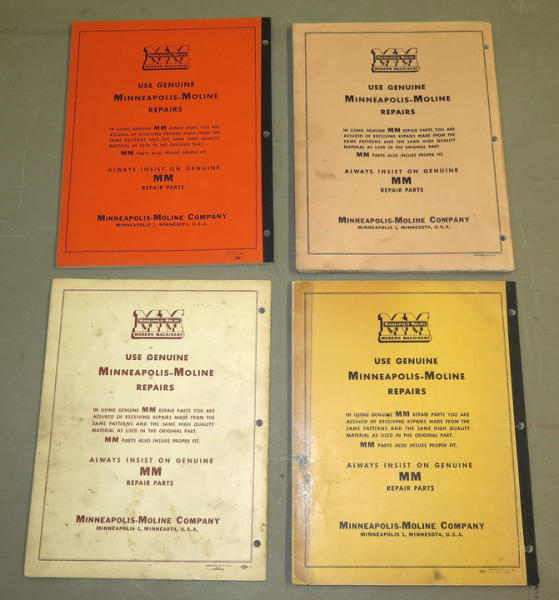 MINNEAPOLIS-MOLINE
MODERN MACHINERY
USE GENUINE
MINNEAPOLIS-MOLINE
REPAIRS
IN USING GENUINE MM REPAIR PARTS YOU ARE
ASSURED OF RECEIVING REPAIRS MADE FROM THE
SAME PATTERNS AND THE SAME HIGH QUALITY
MATERIAL AS USED IN THE ORIGINAL PART.
MM PARTS ALSO INSURE PROPER FIT.
ALWAYS INSIST ON GENUINE
MM
REPAIR PARTS
MINNEAPOLIS-MOLINE COMPANY
MINNEAPOLIS 1, MINNESOTA, U.S.A.
MINNEAPOLIS-MOLINE
MODERN MACHINERY
USE GENUINE
MINNEAPOLIS-MOLINE
REPAIRS
IN USING GENUINE MM REPAIR PARTS YOU ARE
ASSURED OF RECEIVING REPAIRS MADE FROM THE
SAME PATTERNS AND THE SAME HIGH QUALITY
MATERIAL AS USED IN THE ORIGINAL PART.
MM PARTS ALSO INSURE PROPER FIT.
ALWAYS INSIST ON GENUINE
MM
REPAIR PARTS
MINNEAPOLIS-MOLINE COMPANY
MINNEAPOLIS 1, MINNESOTA, U.S.A.
MINNEAPOLIS-MOLINE
MODERN MACHINERY
USE GENUINE
MINNEAPOLIS-MOLINE
REPAIRS
IN USING GENUINE MM REPAIR PARTS YOU ARE
ASSURED OF RECEIVING REPAIRS MADE FROM THE
SAME PATTERNS AND THE SAME HIGH QUALITY
MATERIAL AS USED IN THE ORIGINAL PART.
MM PARTS ALSO INSURE PROPER FIT.
ALWAYS INSIST ON GENUINE
MM
REPAIR PARTS
MINNEAPOLIS-MOLINE COMPANY
MINNEAPOLIS 1, MINNESOTA, U.S.A.
MINNEAPOLIS-MOLINE
MODERN MACHINERY
USE GENUINE
MINNEAPOLIS-MOLINE
REPAIRS
IN USING GENUINE MM REPAIR PARTS YOU ARE
ASSURED OF RECEIVING REPAIRS MADE FROM THE
SAME PATTERNS AND THE SAME HIGH QUALITY
MATERIAL AS USED IN THE ORIGINAL PART.
MM PARTS ALSO INSURE PROPER FIT.
ALWAYS INSIST ON GENUINE
MM
REPAIR PARTS
MINNEAPOLIS-MOLINE COMPANY
MINNEAPOLIS 1, MINNESOTA, U.S.A.